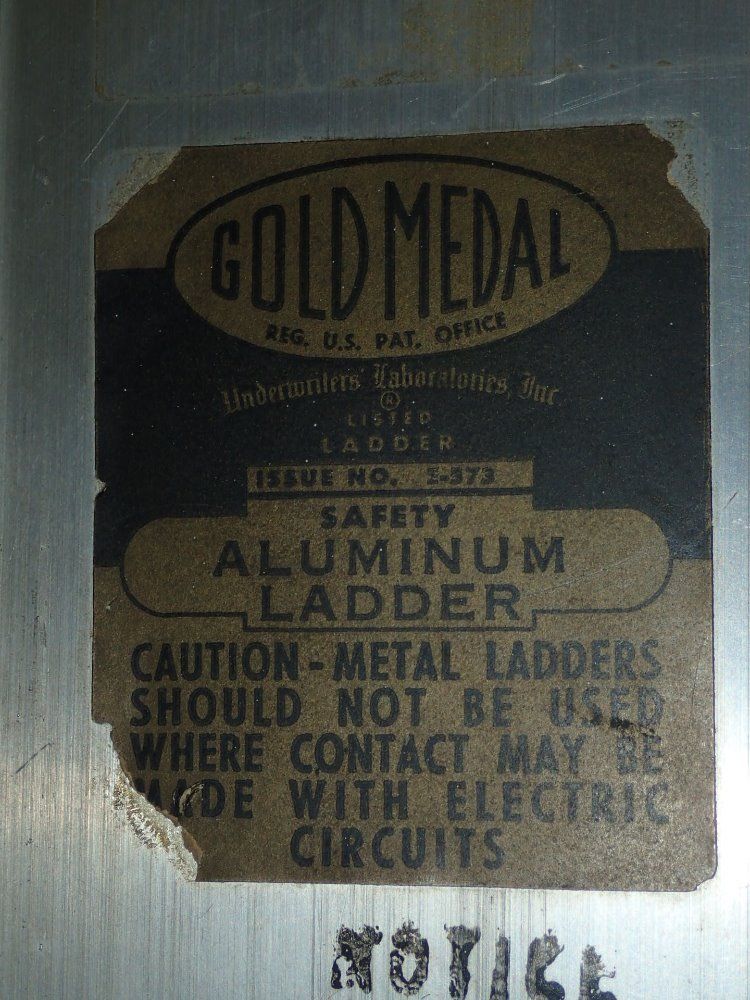 GOLD MEDAL
REG. U.S. PAT. OFFICE
Underwriters' Laboratories, Inc.
®
LISTED
LADDER
ISSUE NO. Σ-373
SAFETY
ALUMINUM
LADDER
CAUTION - METAL LADDERS
SHOULD NOT BE USED
WHERE CONTACT MAY BE
MADE WITH ELECTRIC
CIRCUITS
NOTICE